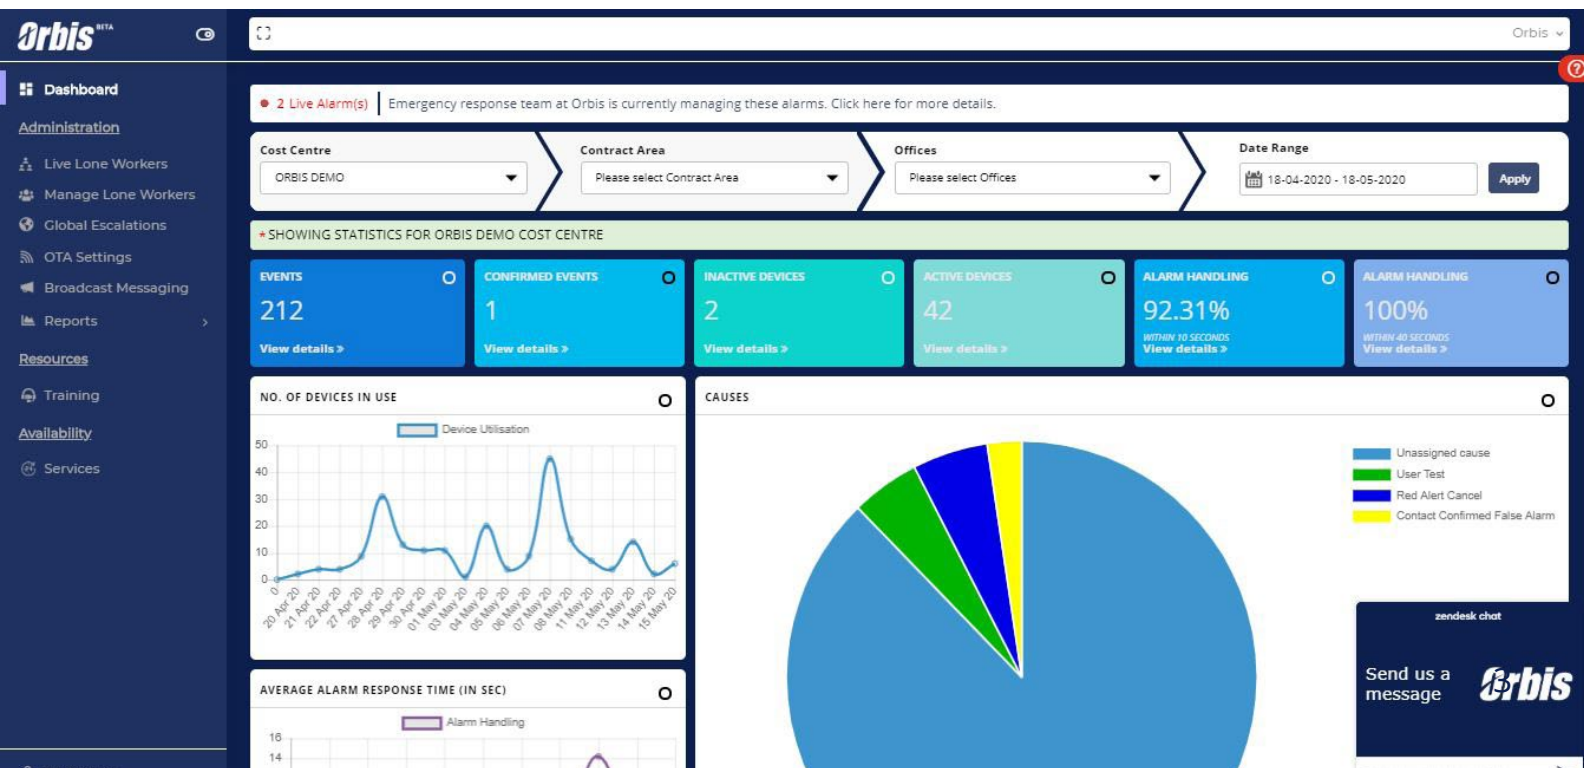 Orbis BETA
Orbis
Dashboard
Administration
Live Lone Workers
Manage Lone Workers
Global Escalations
OTA Settings
Broadcast Messaging
Reports
Resources
Training
Availability
Services
2 Live Alarm(s) Emergency response team at Orbis is currently managing these alarms. Click here for more details.
Cost Centre
ORBIS DEMO
Contract Area
Please select Contract Area
Offices
Please select Offices
Date Range
18-04-2020 - 18-05-2020
Apply
* SHOWING STATISTICS FOR ORBIS DEMO COST CENTRE
EVENTS
212
View details »
CONFIRMED EVENTS
1
View details »
INACTIVE DEVICES
2
View details »
ACTIVE DEVICES
42
View details »
ALARM HANDLING
92.31%
WITHIN 10 SECONDS
View details »
ALARM HANDLING
100%
WITHIN 40 SECONDS
View details »
NO. OF DEVICES IN USE
Device Utilisation
50
40
30
20
10
0
0
20 Apr 20
21 Apr 20
22 Apr 20
27 Apr 20
28 Apr 20
29 Apr 20
30 Apr 20
01 May 20
03 May 20
04 May 20
05 May 20
06 May 20
07 May 20
08 May 20
11 May 20
12 May 20
13 May 20
14 May 20
15 May 20
CAUSES
Unassigned cause
User Test
Red Alert Cancel
Contact Confirmed False Alarm
AVERAGE ALARM RESPONSE TIME (IN SEC)
Alarm Handling
16
14
zendesk chat
Send us a
message
Orbis